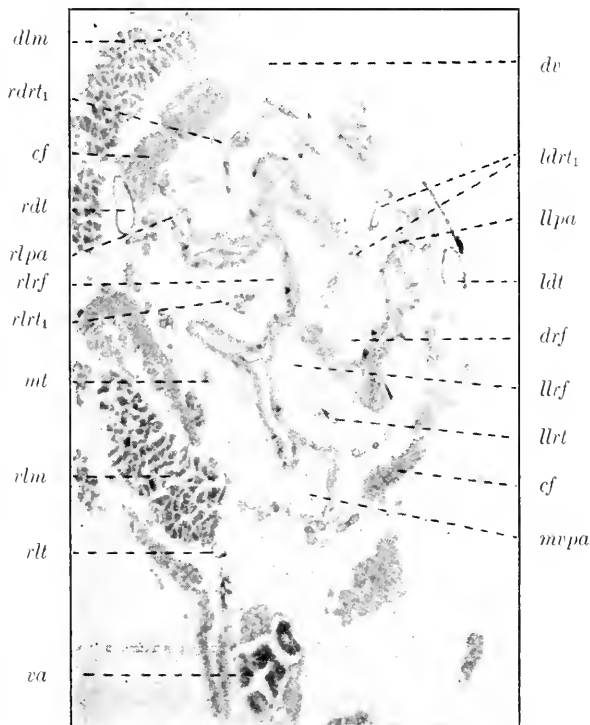 dlm
rdrt₁
cf
rdt
rlpa
rlrf
rlrt₁
mt
rlm
rlt
va
dv
ldrt₁
llpa
ldt
drf
llrf
llrt
cf
mvpa